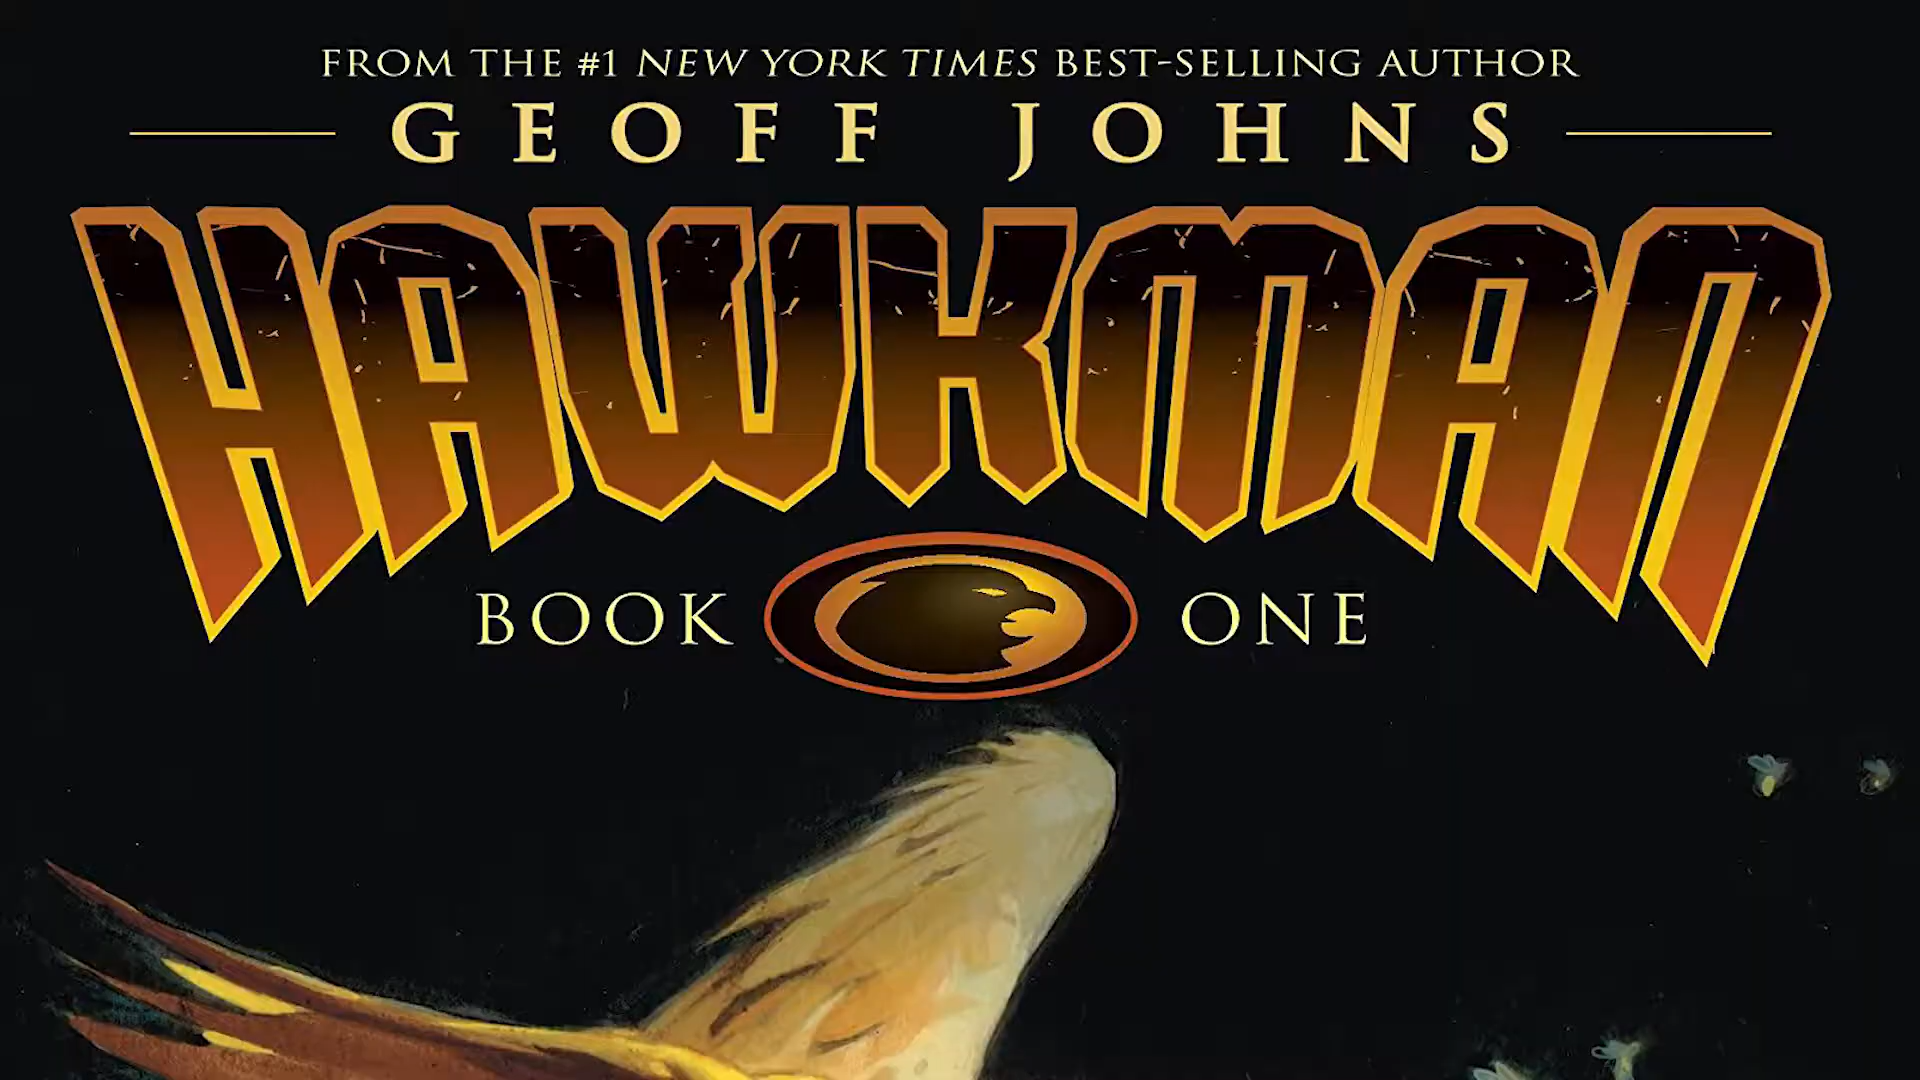 FROM THE #1 NEW YORK TIMES BEST-SELLING AUTHOR
GEOFF JOHNS
HAWKMAN
BOOK ONE